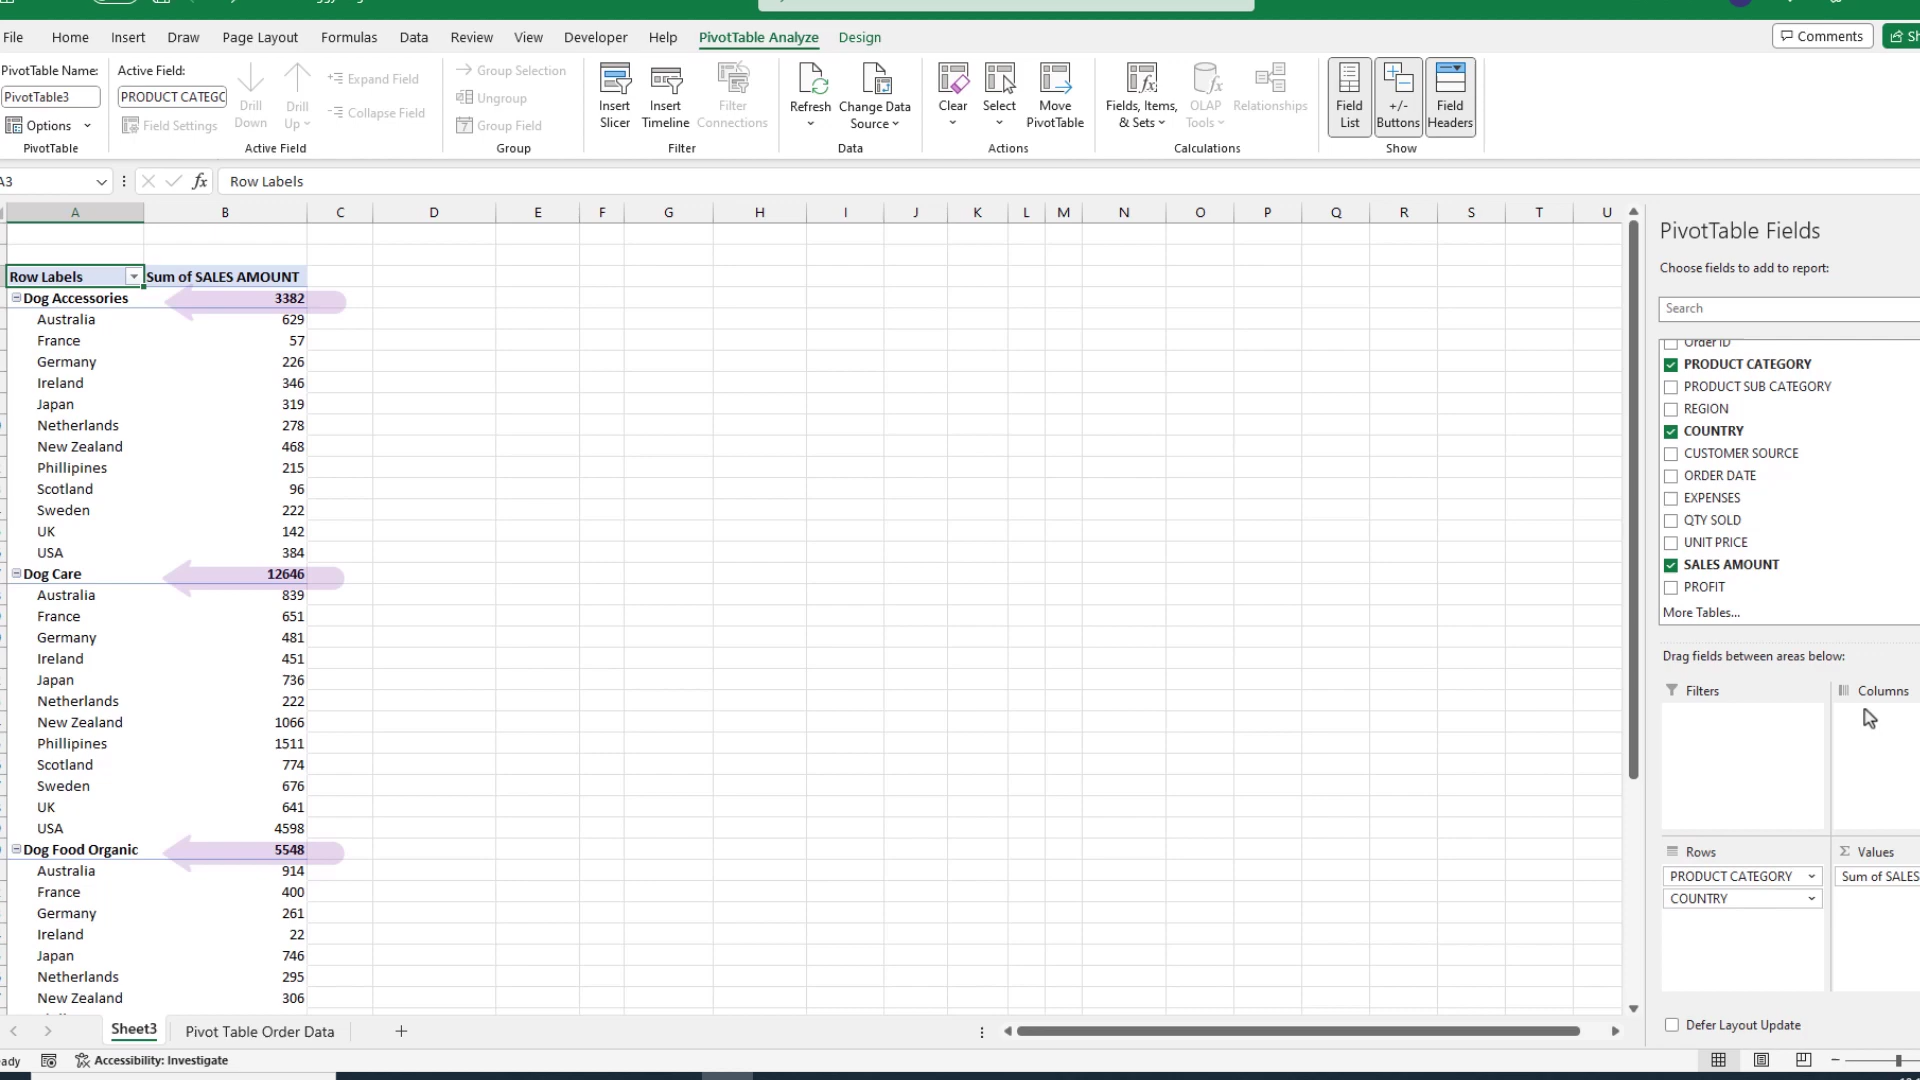 File Home Insert Draw Page Layout Formulas Data Review View Developer Help PivotTable Analyze Design Comments
PivotTable Name:
PivotTable3
Options
PivotTable
Active Field:
PRODUCT CATEGC
Field Settings
Drill Down
Drill Up
Expand Field
Collapse Field
Active Field
Group Selection
Ungroup
Group Field
Group
Insert Slicer
Insert Timeline
Filter Connections
Filter
Refresh
Change Data Source
Data
Clear
Select
Move PivotTable
Actions
Fields, Items, & Sets
OLAP Tools
Relationships
Calculations
Field List
+/- Buttons
Field Headers
Show
A3 fx Row Labels
A B C D E F G H I J K L M N O P Q R S T U
Row Labels Sum of SALES AMOUNT
Dog Accessories 3382
Australia 629
France 57
Germany 226
Ireland 346
Japan 319
Netherlands 278
New Zealand 468
Phillipines 215
Scotland 96
Sweden 222
UK 142
USA 384
Dog Care 12646
Australia 839
France 651
Germany 481
Ireland 451
Japan 736
Netherlands 222
New Zealand 1066
Phillipines 1511
Scotland 774
Sweden 676
UK 641
USA 4598
Dog Food Organic 5548
Australia 914
France 400
Germany 261
Ireland 22
Japan 746
Netherlands 295
New Zealand 306
PivotTable Fields
Choose fields to add to report:
Search
Order ID
PRODUCT CATEGORY
PRODUCT SUB CATEGORY
REGION
COUNTRY
CUSTOMER SOURCE
ORDER DATE
EXPENSES
QTY SOLD
UNIT PRICE
SALES AMOUNT
PROFIT
More Tables...
Drag fields between areas below:
Filters Columns
Rows Σ Values
PRODUCT CATEGORY Sum of SALES
COUNTRY
Defer Layout Update
Sheet3 Pivot Table Order Data
Accessibility: Investigate